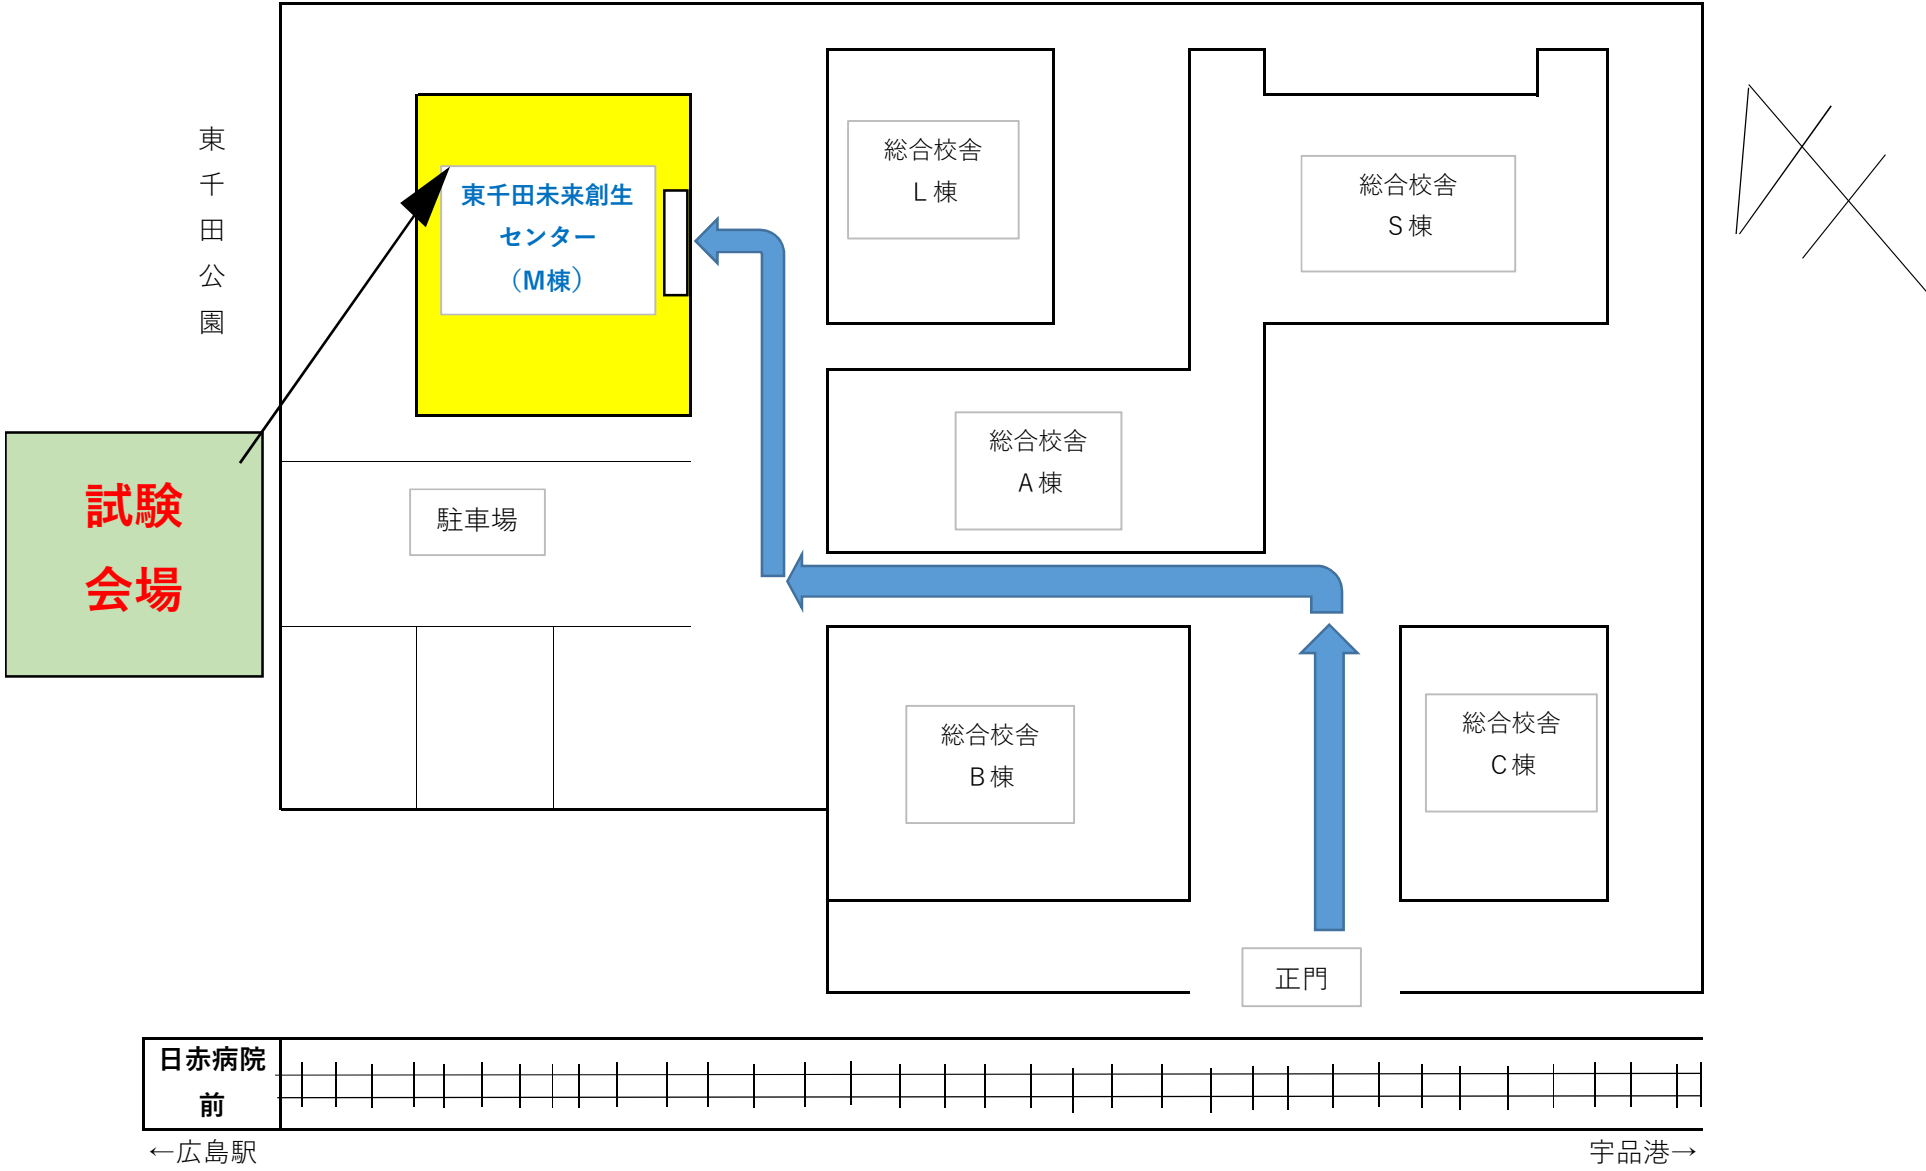 東千田公園
東千田未来創生
センター
（M棟）
総合校舎
L棟
総合校舎
S棟
試験
会場
総合校舎
A棟
駐車場
総合校舎
B棟
総合校舎
C棟
正門
日赤病院
前
←広島駅
宇品港→